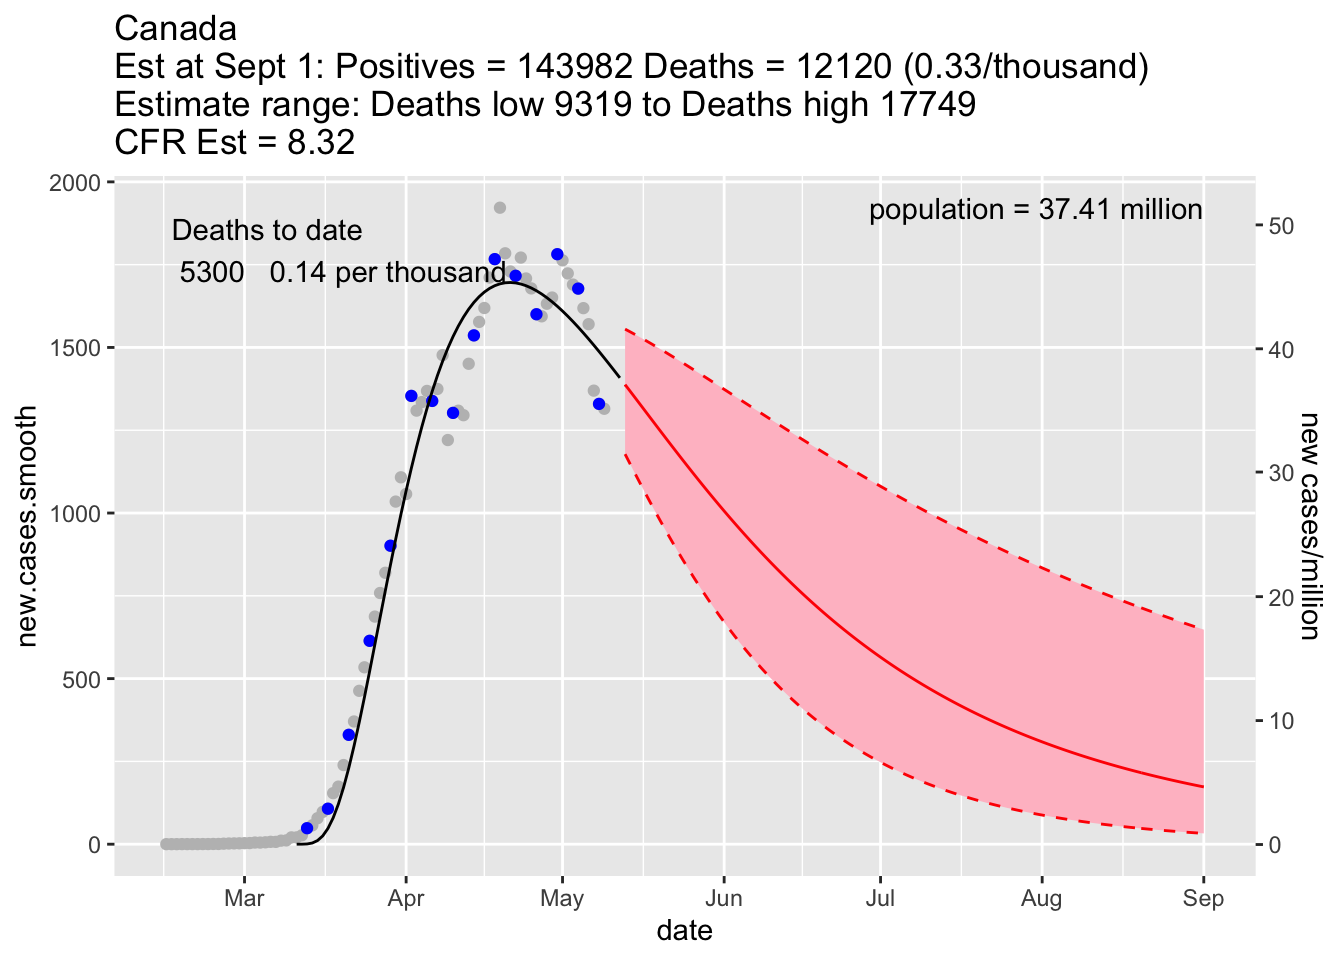 Canada
Est at Sept 1: Positives = 143982 Deaths = 12120 (0.33/thousand)
Estimate range: Deaths low 9319 to Deaths high 17749
CFR Est = 8.32
2000
1500
1000
500
0
new.cases.smooth
Deaths to date
5300 0.14 per thousand
population = 37.41 million
50
40
30
20
10
0
new cases/million
Mar Apr May Jun Jul Aug Sep
date